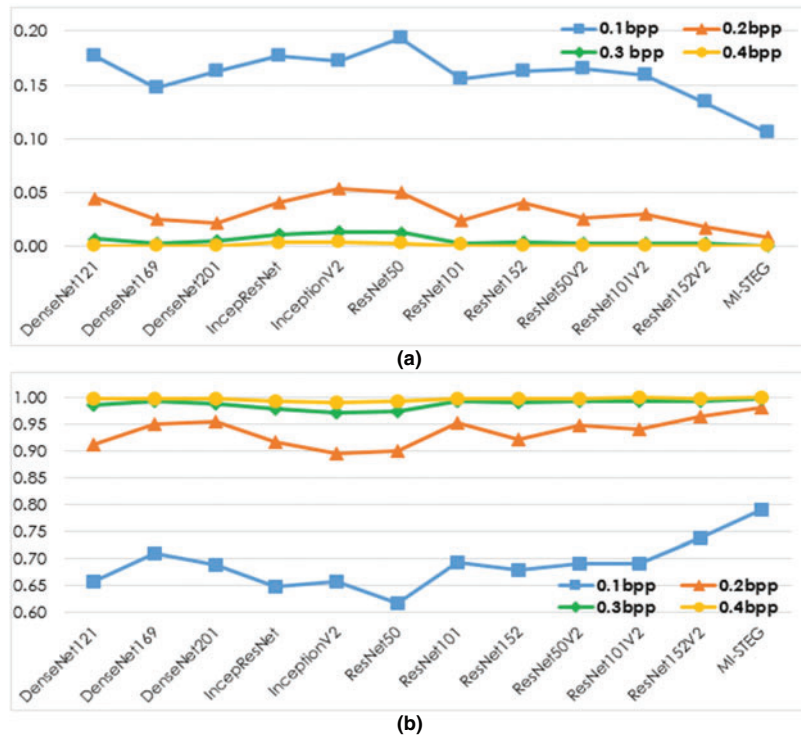 0.20
0.1bpp 0.2bpp
0.3 bpp 0.4bpp
0.15
0.10
0.05
0.00
DenseNet121 DenseNet169 DenseNet201 IncepResNet InceptionV2 ResNet50 ResNet101 ResNet152 ResNet50V2 ResNet101V2 ResNet152V2 MI-STEG
(a)
1.00
0.95
0.90
0.85
0.80
0.75
0.70
0.65
0.1bpp 0.2bpp
0.60
0.3bpp 0.4bpp
DenseNet121 DenseNet169 DenseNet201 IncepResNet InceptionV2 ResNet50 ResNet101 ResNet152 ResNet50V2 ResNet101V2 ResNet152V2 MI-STEG
(b)